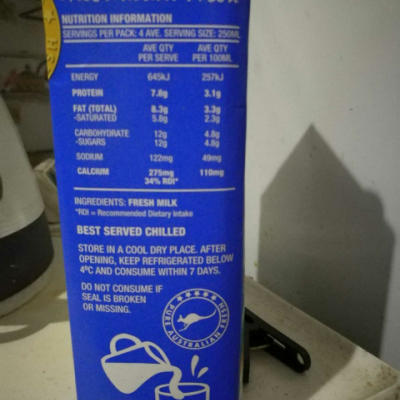 NUTRITION INFORMATION
SERVINGS PER PACK: 4 AVE. SERVING SIZE: 250ML
AVE QTY AVE QTY
PER SERVE PER 100ML
ENERGY 645kJ 257kJ
PROTEIN 7.8g 3.1g
FAT (TOTAL) 8.3g 3.3g
-SATURATED 5.8g 2.3g
CARBOHYDRATE 12g 4.8g
-SUGARS 12g 4.8g
SODIUM 122mg 49mg
CALCIUM 275mg 110mg
34% RDI*
INGREDIENTS: FRESH MILK
*RDI = Recommended Dietary Intake
BEST SERVED CHILLED
STORE IN A COOL DRY PLACE. AFTER
OPENING, KEEP REFRIGERATED BELOW
4ºC AND CONSUME WITHIN 7 DAYS.
DO NOT CONSUME IF
SEAL IS BROKEN
OR MISSING.
PURE AUSTRALIAN FRESH